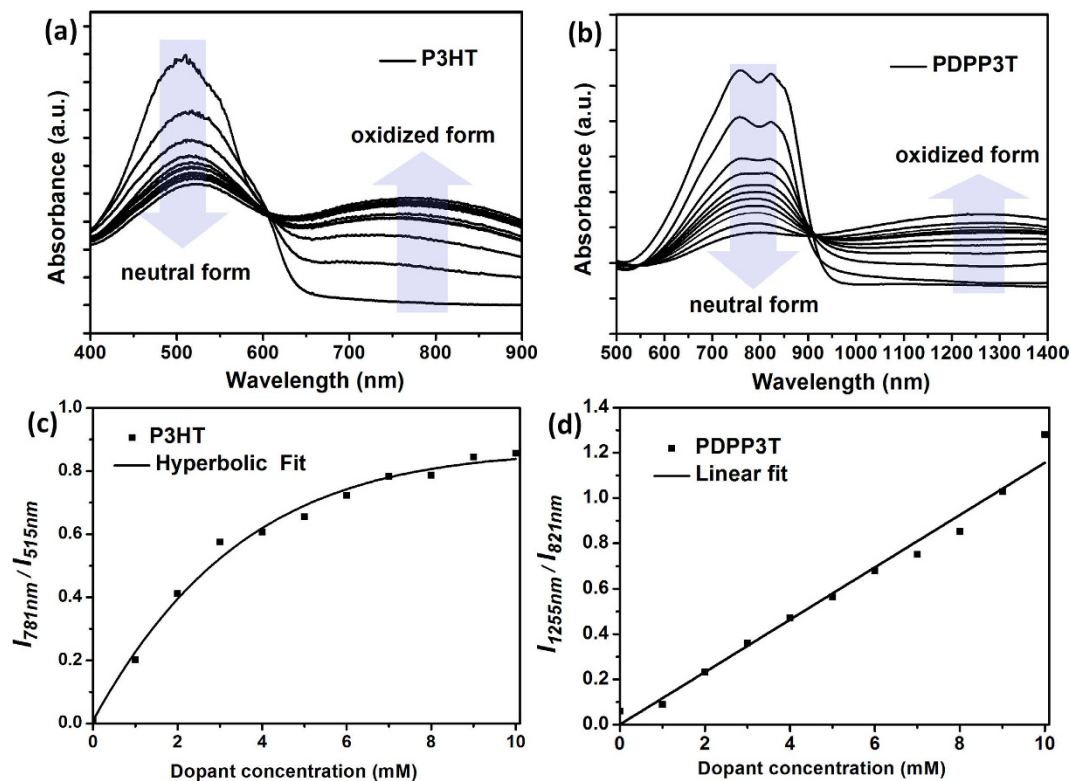 (a)
P3HT
oxidized form
neutral form
Absorbance (a.u.)
400 500 600 700 800 900
Wavelength (nm)
(b)
PDPP3T
oxidized form
neutral form
Absorbance (a.u.)
500 600 700 800 900 1000 1100 1200 1300 1400
Wavelength (nm)
(c)
P3HT
Hyperbolic Fit
I781nm / I515nm
1.0
0.8
0.6
0.4
0.2
0.0
0 2 4 6 8 10
Dopant concentration (mM)
(d)
PDPP3T
Linear fit
I1255nm / I821nm
1.4
1.2
1.0
0.8
0.6
0.4
0.2
0.0
0 2 4 6 8 10
Dopant concentration (mM)